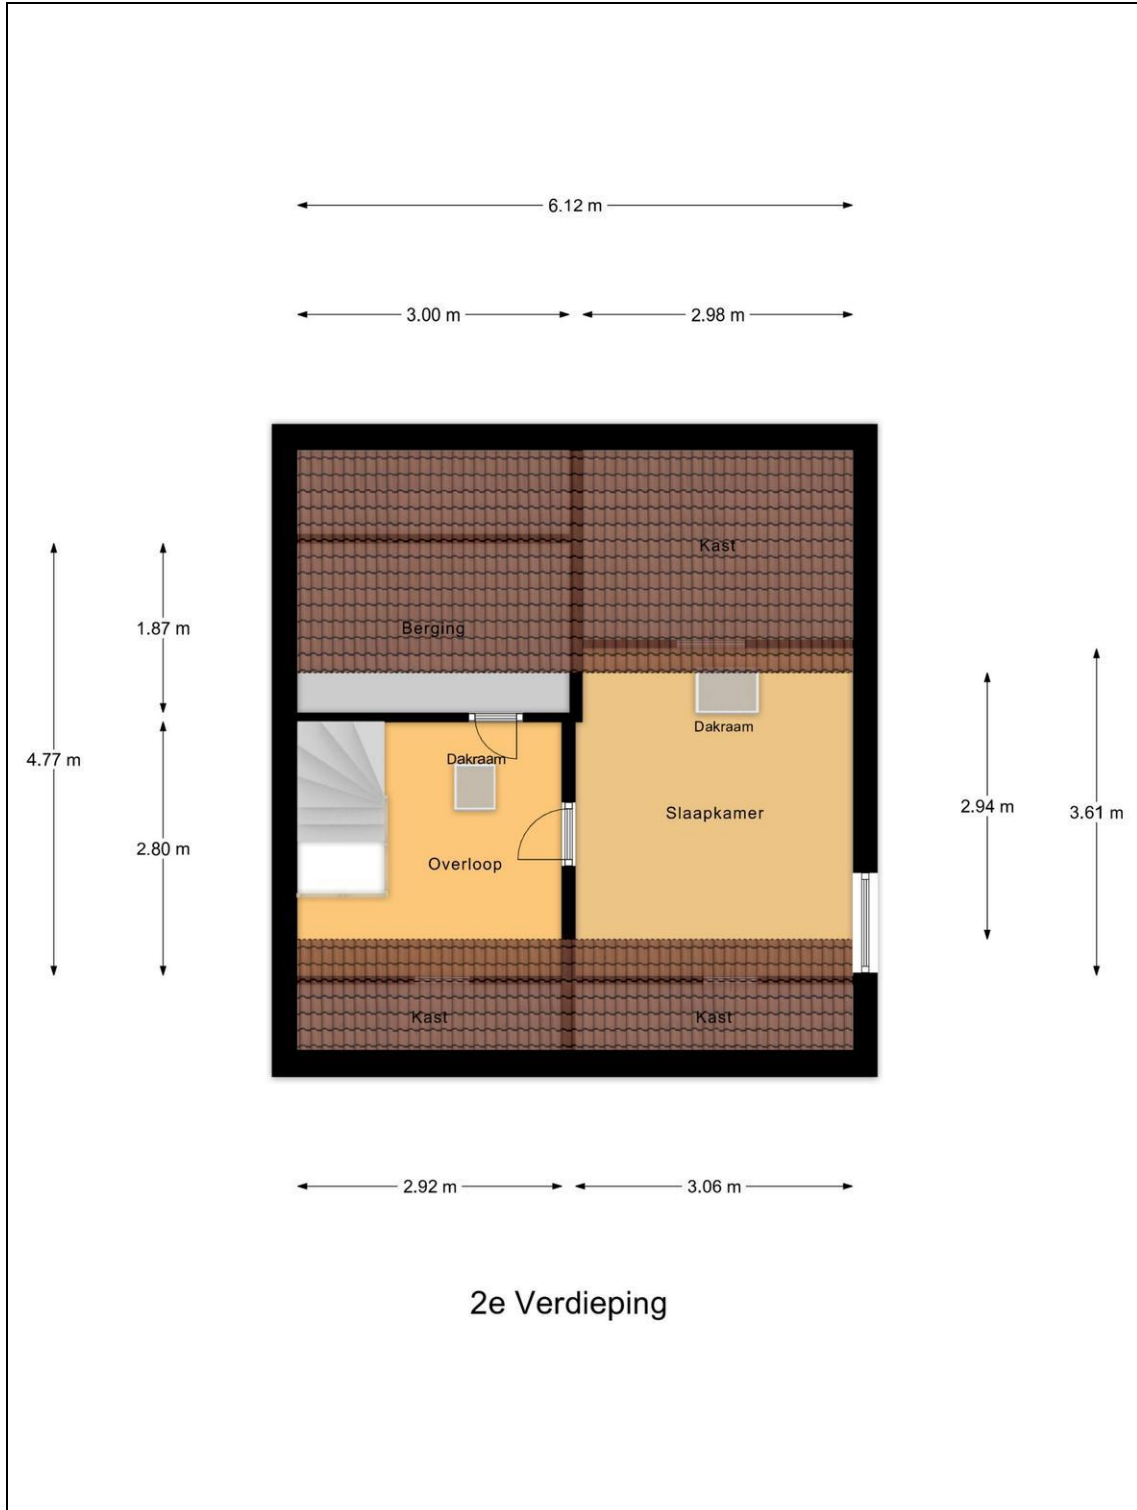 6.12 m
3.00 m
2.98 m
Kast
1.87 m
Berging
Dakraam
Dakraam
4.77 m
2.94 m
3.61 m
Slaapkamer
2.80 m
Overloop
Kast
Kast
2.92 m
3.06 m
2e Verdieping